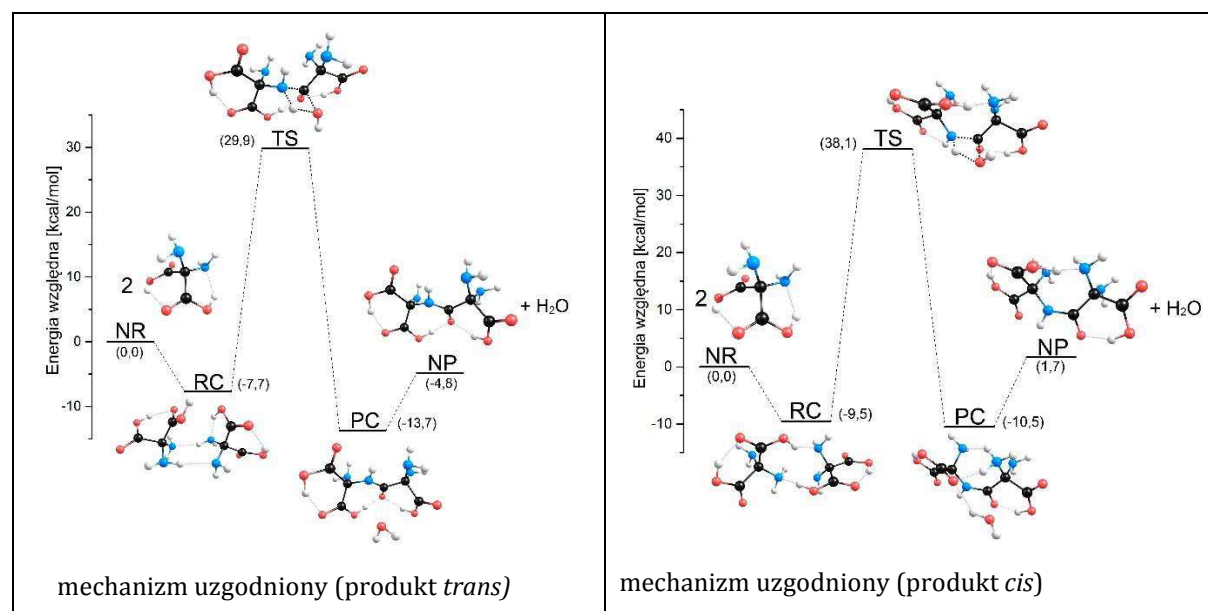 Energia względna [kcal/mol]
30
20
10
0
-10
(29,9) TS
2
NR
(0,0)
RC (-7,7)
PC (-13,7)
NP
(-4,8)
+ H₂O
mechanizm uzgodniony (produkt trans)
Energia względna [kcal/mol]
40
30
20
10
0
-10
(38,1) TS
2
NR
(0,0)
RC (-9,5)
PC (-10,5)
NP
(1,7)
+ H₂O
mechanizm uzgodniony (produkt cis)